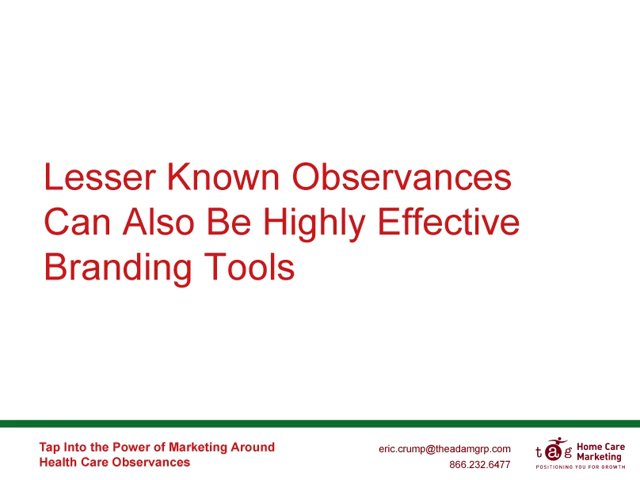 Lesser Known Observances
Can Also Be Highly Effective
Branding Tools
Tap Into the Power of Marketing Around
Health Care Observances
eric.crump@theadamgrp.com
866.232.6477
tag
Home Care
Marketing
POSITIONING YOU FOR GROWTH